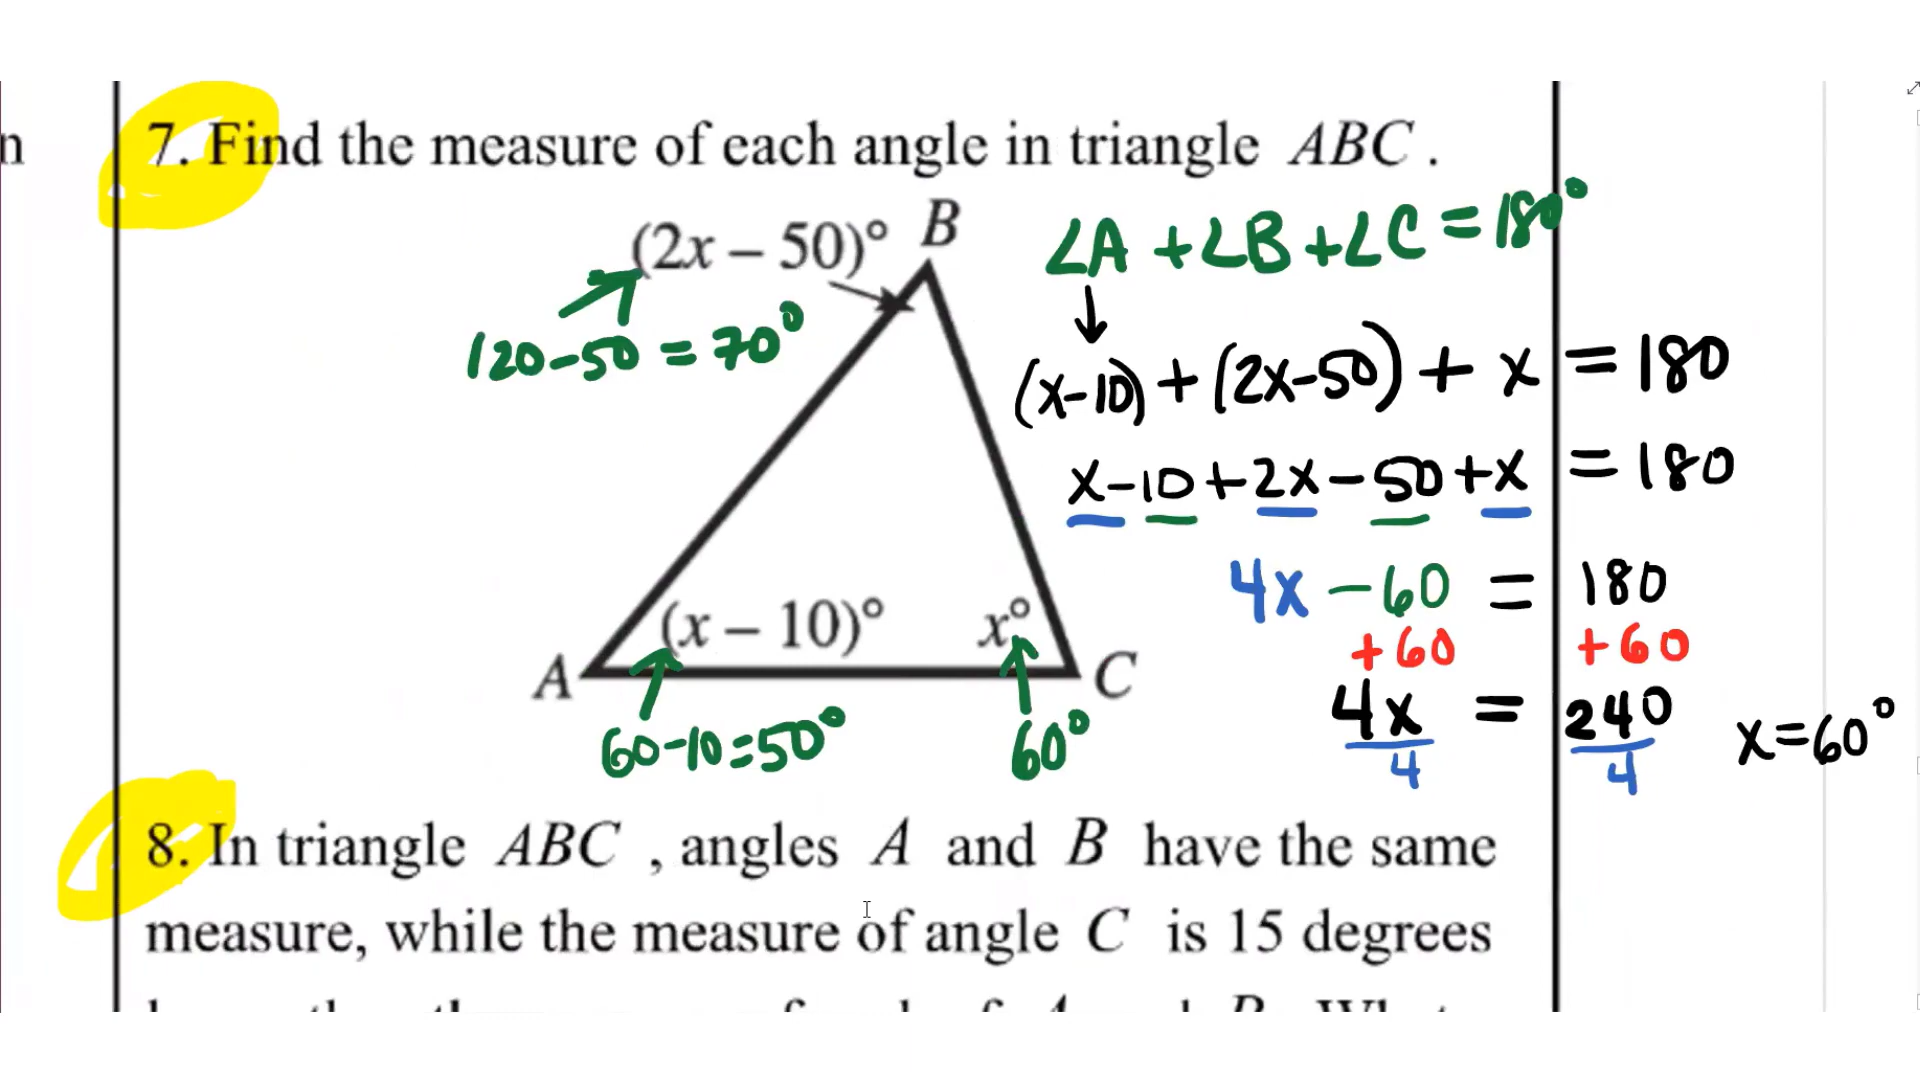 n
7. Find the measure of each angle in triangle ABC .
(2x – 50)° B
∠A + ∠B + ∠C = 180°
120-50 = 70°
(x-10) + (2x-50) + x = 180
x-10 + 2x - 50 + x = 180
4x - 60 = 180
+60 +60
(x – 10)° x°
A C
4x = 240
4 4
x=60°
60-10=50° 60°
8. In triangle ABC , angles A and B have the same
measure, while the measure of angle C is 15 degrees